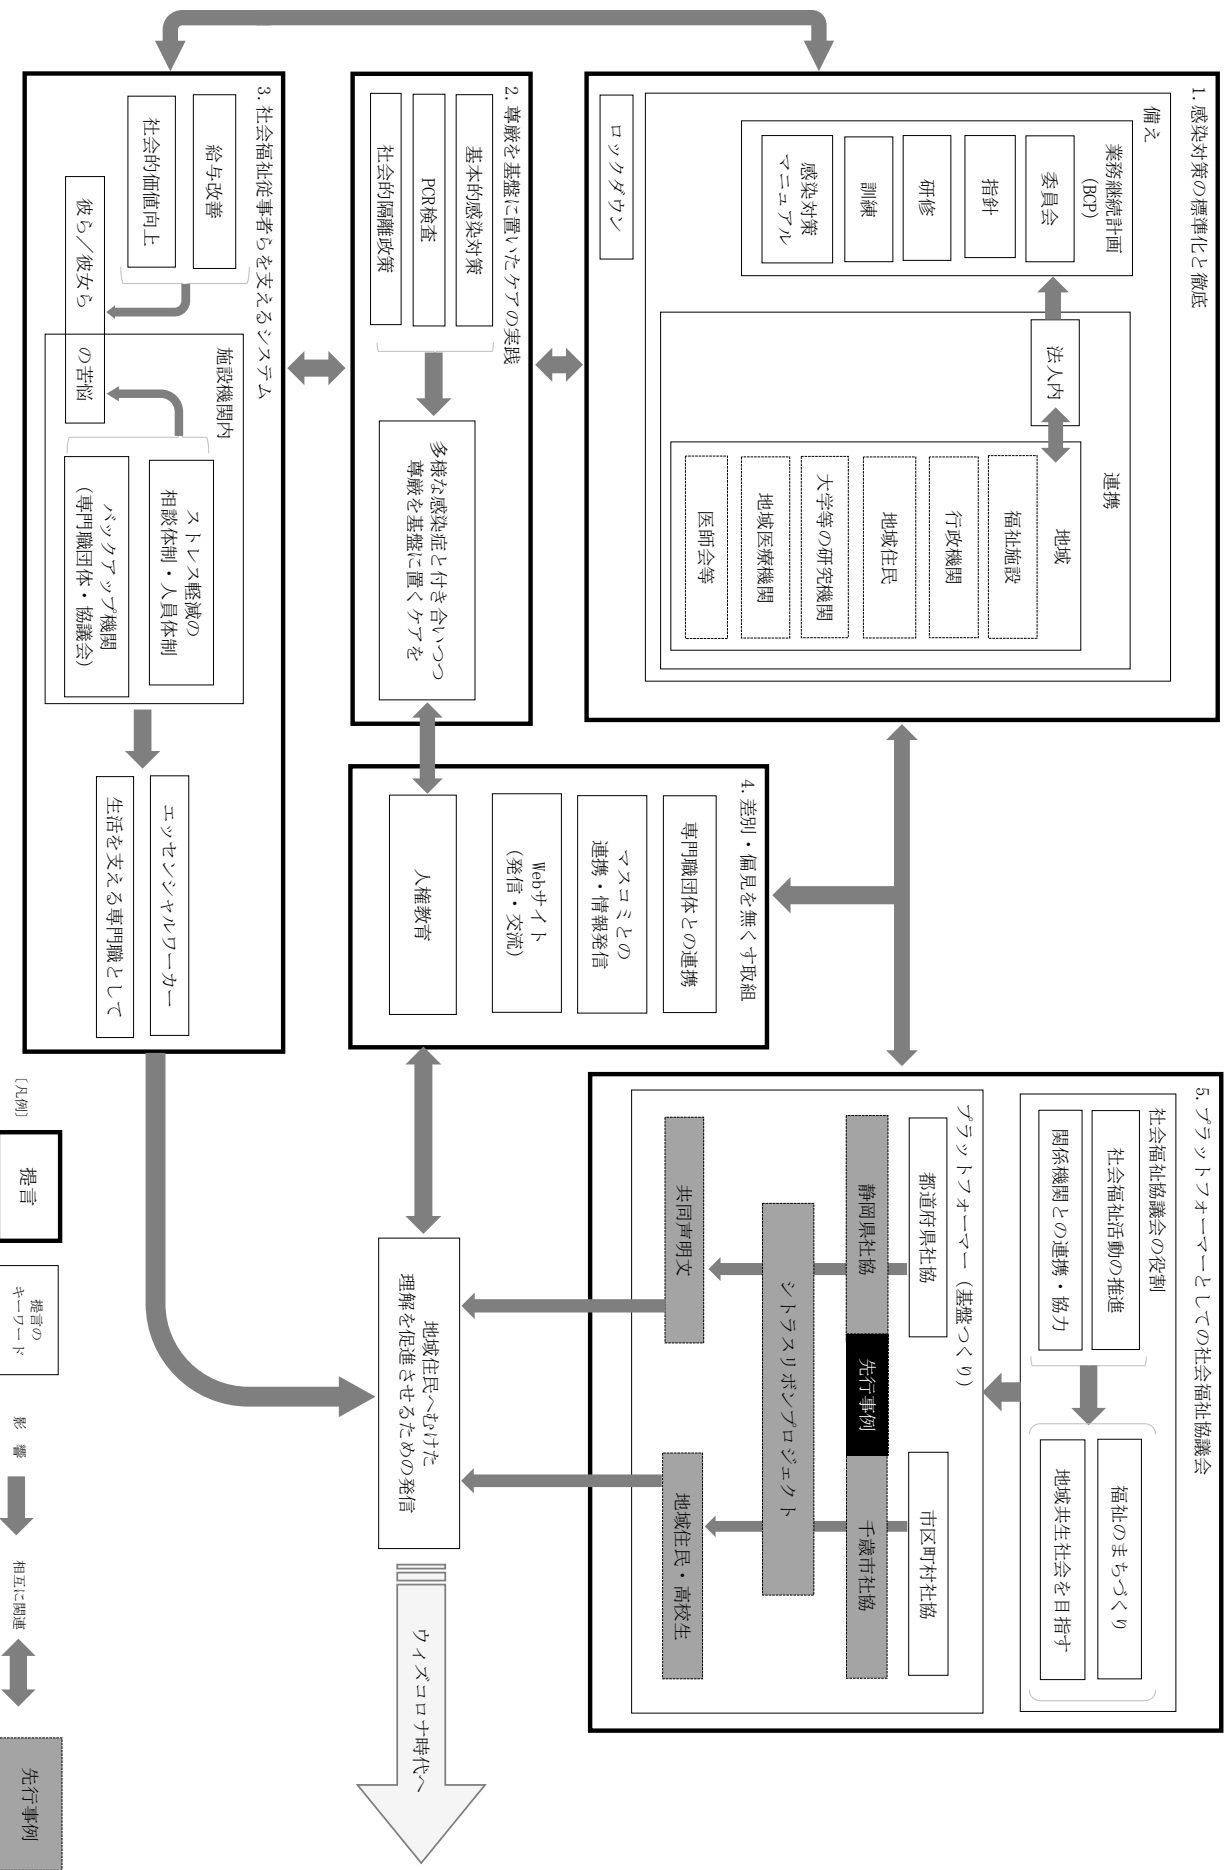 1. 感染対策の標準化と徹底
備え
業務継続計画
(BCP)
委員会
指針
研修
訓練
感染対策
マニュアル
連携
法人内
地域
福祉施設
行政機関
地域住民
大学等の研究機関
地域医療機関
医師会等
ロックダウン
2. 尊厳を基盤に置いたケアの実践
基本的感染対策
PCR検査
社会的隔離政策
多様な感染症と付き合いつつ
尊厳を基盤に置くケアを
3. 社会福祉従事者らを支えるシステム
給与改善
社会的価値向上
彼ら／彼女ら の苦悩
施設機関内
ストレス軽減の
相談体制・人員体制
バックアップ機関
(専門職団体・協議会)
エッセンシャルワーカー
生活を支える専門職として
4. 差別・偏見を無くす取組
専門職団体との連携
マスコミとの
連携・情報発信
Webサイト
(発信・交流)
人権教育
5. プラットフォーマーとしての社会福祉協議会
社会福祉協議会の役割
社会福祉活動の推進
関係機関との連携・協力
福祉のまちづくり
地域共生社会を目指す
プラットフォーマー（基盤つくり）
都道府県社協
市区町村社協
静岡県社協
先行事例
千歳市社協
シトラスリボンプロジェクト
共同声明文
地域住民・高校生
地域住民へむけた
理解を促進させるための発信
ウィズコロナ時代へ
［凡例］
提言
提言の
キーワード
影 響
相互に関連
先行事例